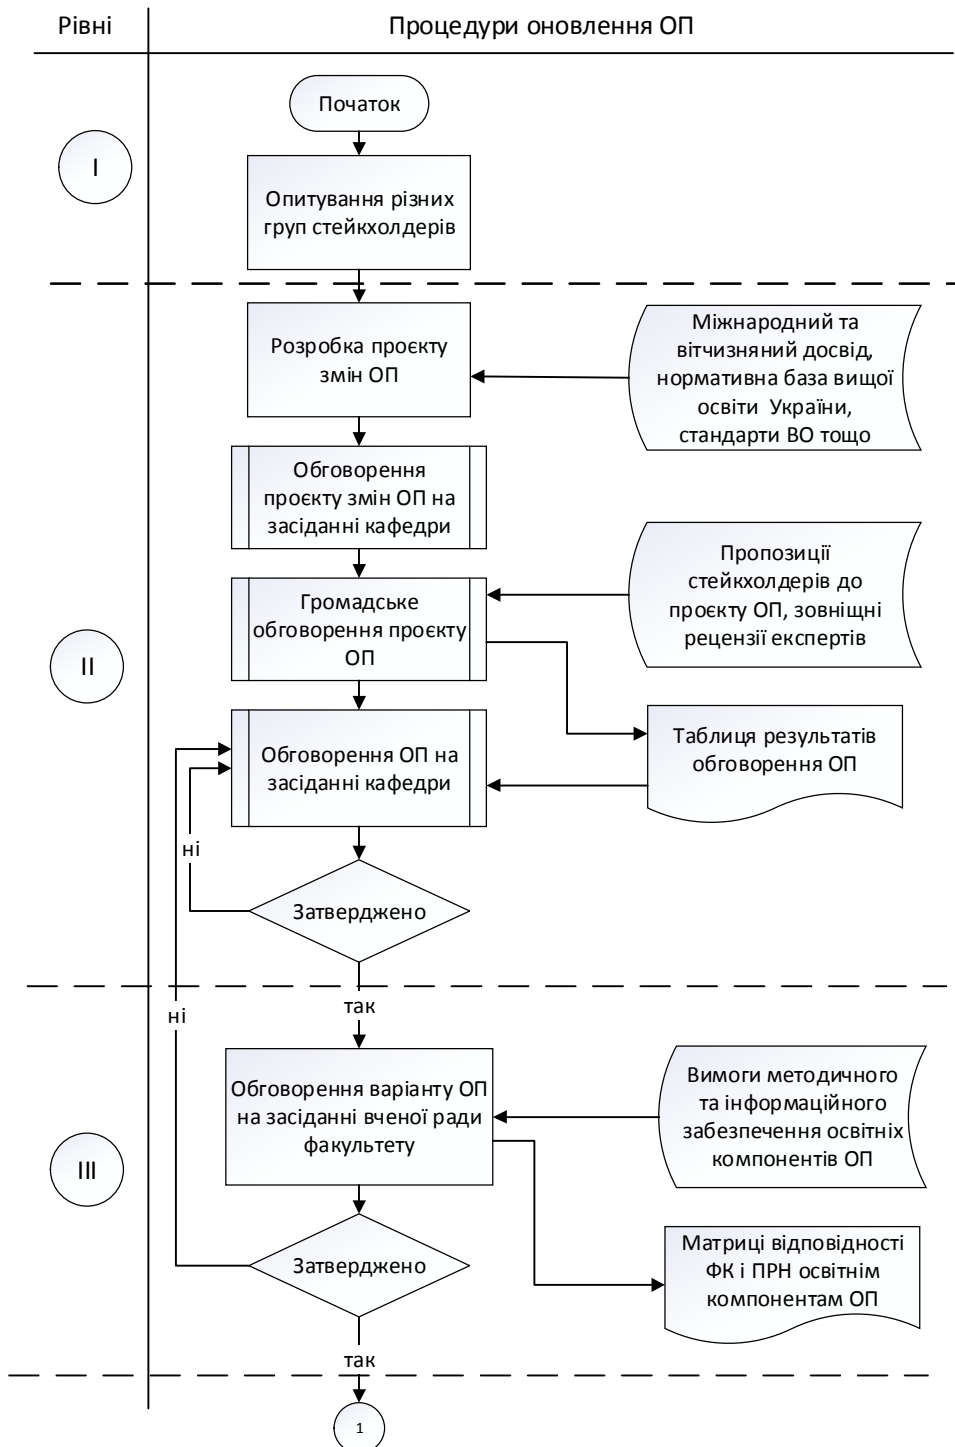 Рівні
Процедури оновлення ОП
Початок
I
Опитування різних
груп стейкхолдерів
Розробка проєкту
змін ОП
Міжнародний та
вітчизняний досвід,
нормативна база вищої
освіти України,
стандарти ВО тощо
Обговорення
проєкту змін ОП на
засіданні кафедри
Пропозиції
стейкхолдерів до
проєкту ОП, зовніщні
рецензії експертів
Громадське
обговорення проєкту
ОП
II
Таблиця результатів
обговорення ОП
Обговорення ОП на
засіданні кафедри
ні
Затверджено
так
ні
Обговорення варіанту ОП
на засіданні вченої ради
факультету
Вимоги методичного
та інформаційного
забезпечення освітніх
компонентів ОП
III
Затверджено
Матриці відповідності
ФК і ПРН освітнім
компонентам ОП
так
1